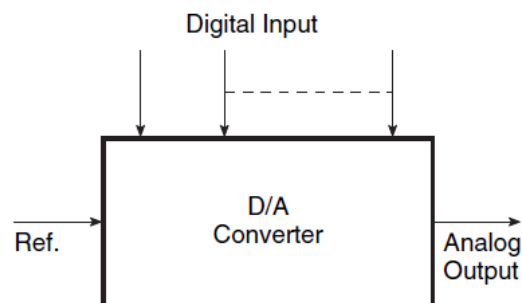 Digital Input
D/A
Converter
Ref.
Analog
Output